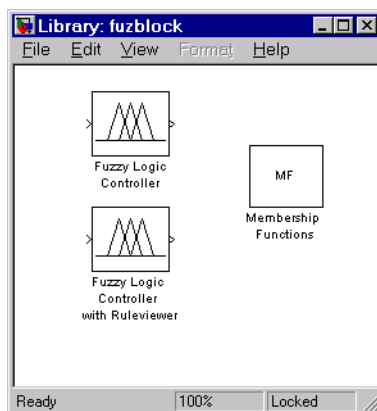 Library: fuzblock
File Edit View Format Help
Fuzzy Logic
Controller
MF
Membership
Functions
Fuzzy Logic
Controller
with Ruleviewer
Ready 100% Locked